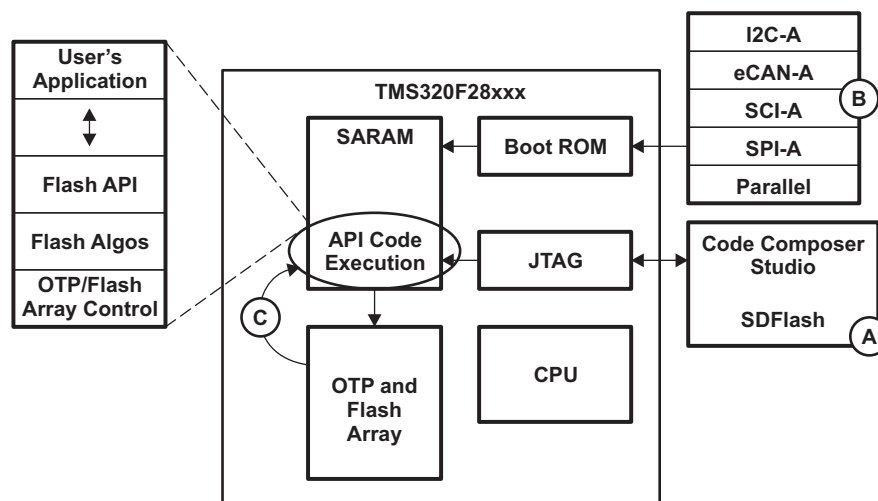 User's
Application
Flash API
Flash Algos
OTP/Flash
Array Control
TMS320F28xxx
SARAM
API Code
Execution
C
OTP and
Flash
Array
Boot ROM
JTAG
CPU
I2C-A
eCAN-A
SCI-A
SPI-A
Parallel
B
Code Composer
Studio
SDFlash
A